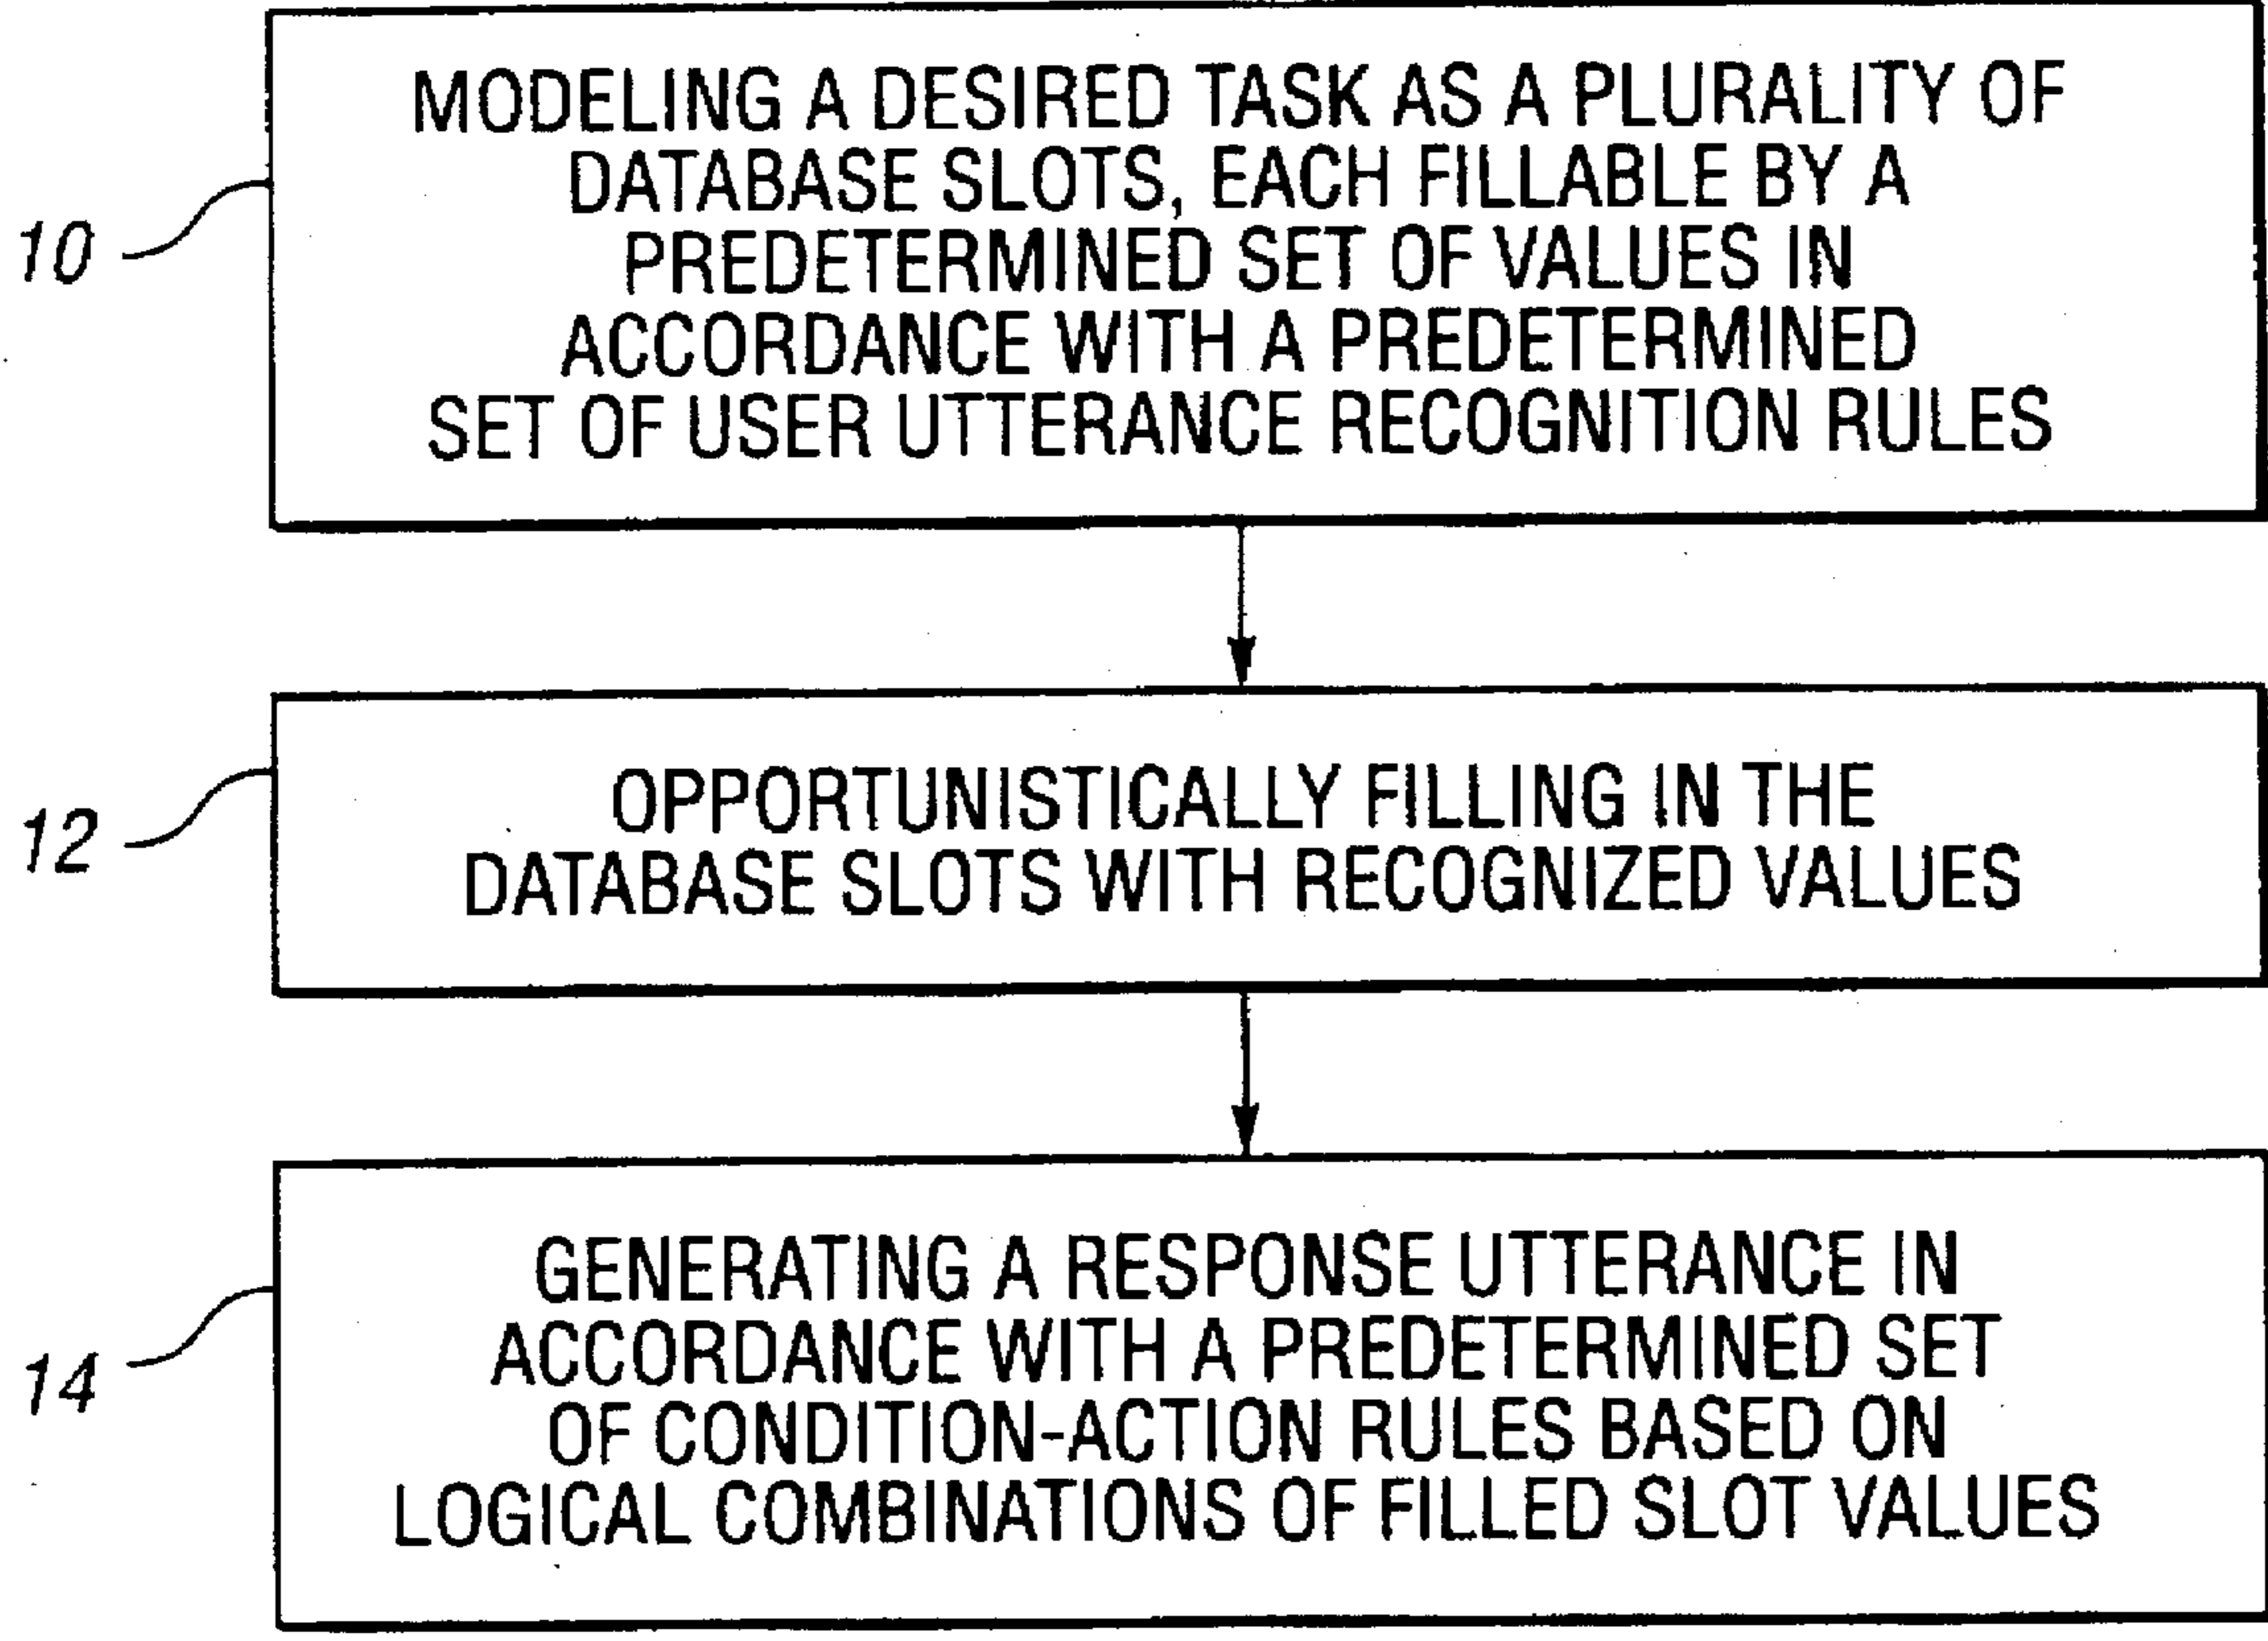 MODELING A DESIRED TASK AS A PLURALITY OF
DATABASE SLOTS, EACH FILLABLE BY A
PREDETERMINED SET OF VALUES IN
ACCORDANCE WITH A PREDETERMINED
SET OF USER UTTERANCE RECOGNITION RULES
10
OPPORTUNISTICALLY FILLING IN THE
DATABASE SLOTS WITH RECOGNIZED VALUES
12
GENERATING A RESPONSE UTTERANCE IN
ACCORDANCE WITH A PREDETERMINED SET
OF CONDITION-ACTION RULES BASED ON
LOGICAL COMBINATIONS OF FILLED SLOT VALUES
14